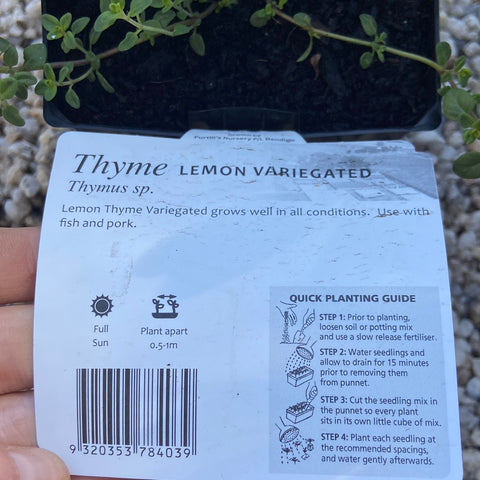 Purtill's Nursery P/L Bendigo
Thyme LEMON VARIEGATED
Thymus sp.
Lemon Thyme Variegated grows well in all conditions. Use with
fish and pork.
Full
Sun
Plant apart
0.5-1m
9 320353 784039
QUICK PLANTING GUIDE
STEP 1: Prior to planting,
loosen soil or potting mix
and use a slow release fertiliser.
STEP 2: Water seedlings and
allow to drain for 15 minutes
prior to removing them
from punnet.
STEP 3: Cut the seedling mix in
the punnet so every plant
sits in its own little cube of mix.
STEP 4: Plant each seedling at
the recommended spacings,
and water gently afterwards.